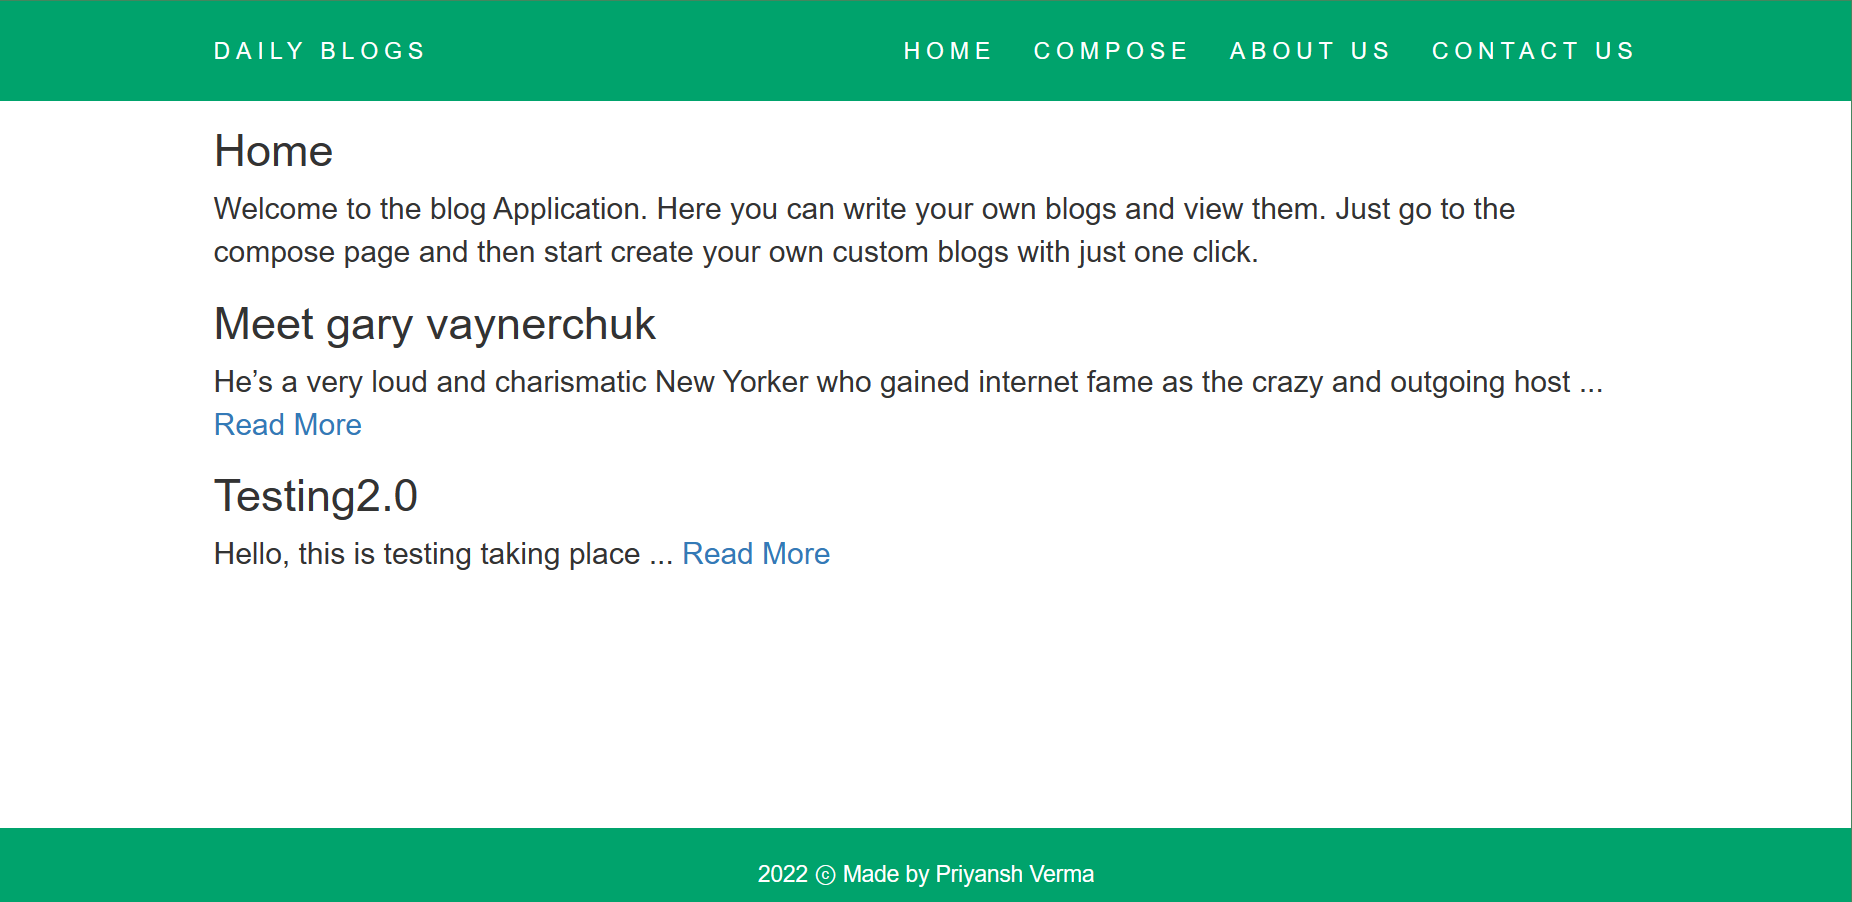 DAILY BLOGS
HOME COMPOSE ABOUT US CONTACT US
Home
Welcome to the blog Application. Here you can write your own blogs and view them. Just go to the
compose page and then start create your own custom blogs with just one click.
Meet gary vaynerchuk
He’s a very loud and charismatic New Yorker who gained internet fame as the crazy and outgoing host ...
Read More
Testing2.0
Hello, this is testing taking place ... Read More
2022 ⓒ Made by Priyansh Verma